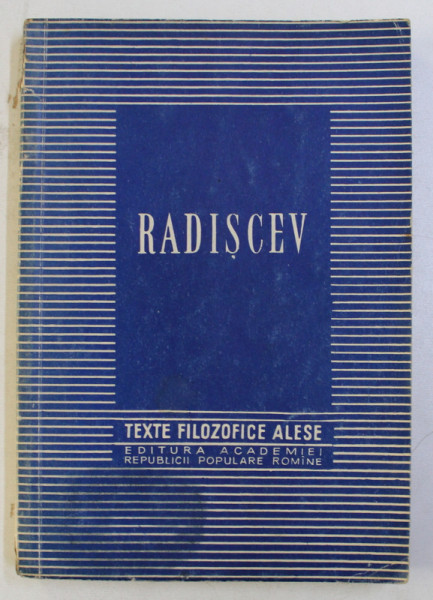 RADIȘCEV
TEXTE FILOZOFICE ALESE
EDITURA ACADEMIEI
REPUBLICII POPULARE ROMÎNE